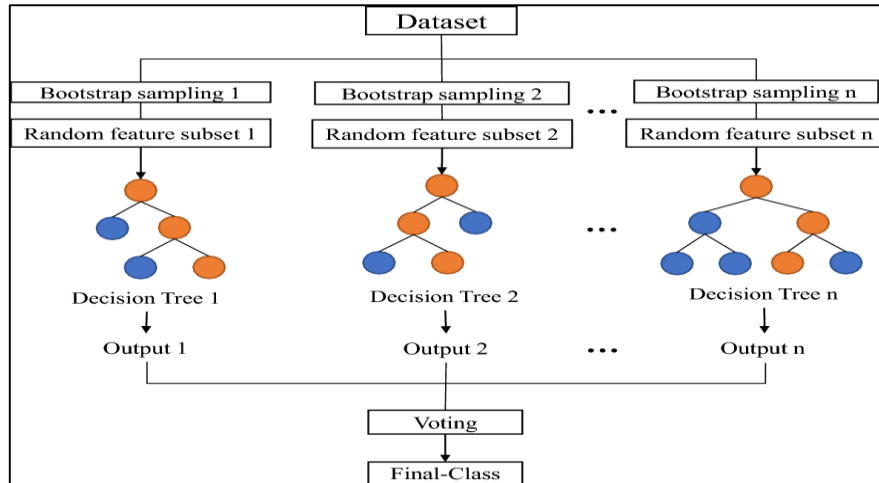 Dataset
Bootstrap sampling 1
Bootstrap sampling 2
Bootstrap sampling n
...
Random feature subset 1
Random feature subset 2
Random feature subset n
...
Decision Tree 1
Decision Tree 2
Decision Tree n
Output 1
Output 2
...
Output n
Voting
Final-Class